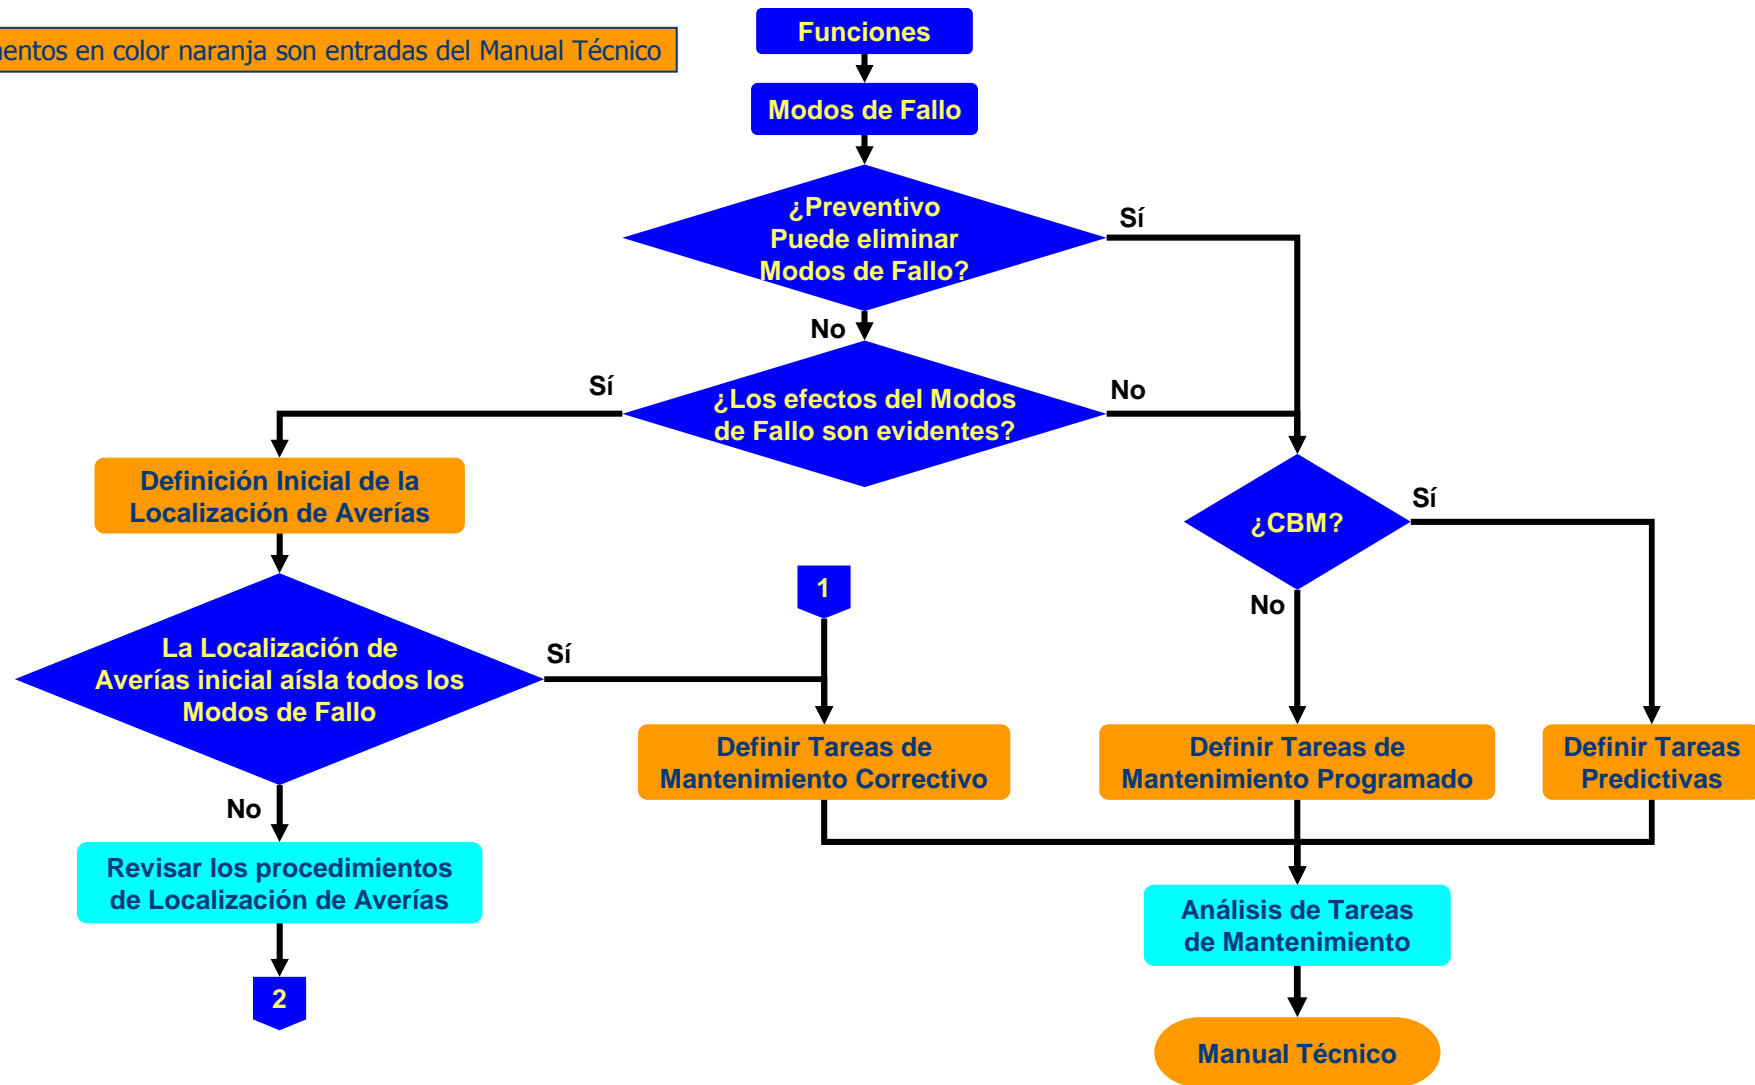 en color naranja son entradas del Manual Técnico
Funciones
Modos de Fallo
¿Preventivo
Puede eliminar
Modos de Fallo?
Sí
No
¿Los efectos del Modos
de Fallo son evidentes?
Sí
No
Definición Inicial de la
Localización de Averías
¿CBM?
Sí
No
1
La Localización de
Averías inicial aísla todos los
Modos de Fallo
Sí
No
Definir Tareas de
Mantenimiento Correctivo
Definir Tareas de
Mantenimiento Programado
Definir Tareas
Predictivas
Revisar los procedimientos
de Localización de Averías
Análisis de Tareas
de Mantenimiento
2
Manual Técnico